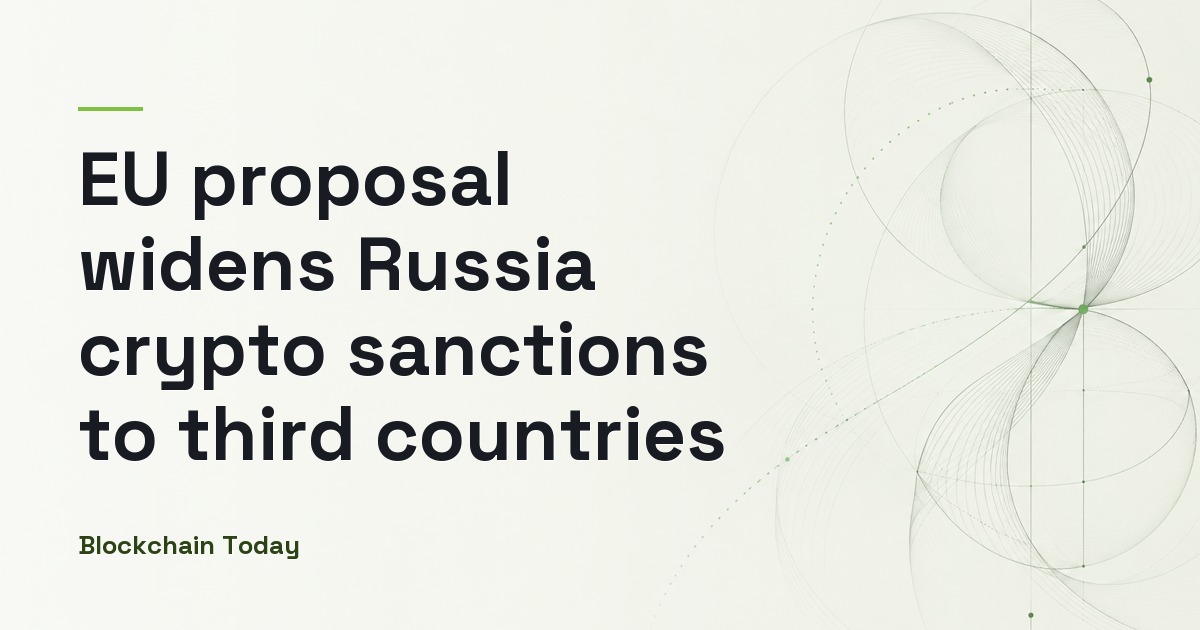 EU proposal
widens Russia
crypto sanctions
to third countries
Blockchain Today